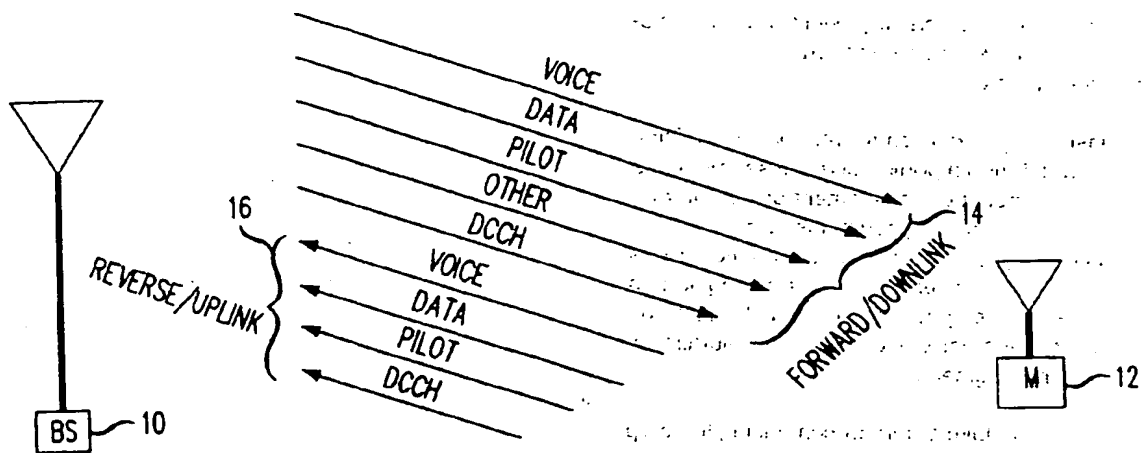 VOICE
DATA
PILOT
OTHER
DCCH
VOICE
DATA
PILOT
DCCH
16
REVERSE/UPLINK
14
FORWARD/DOWNLINK
BS
10
M
12